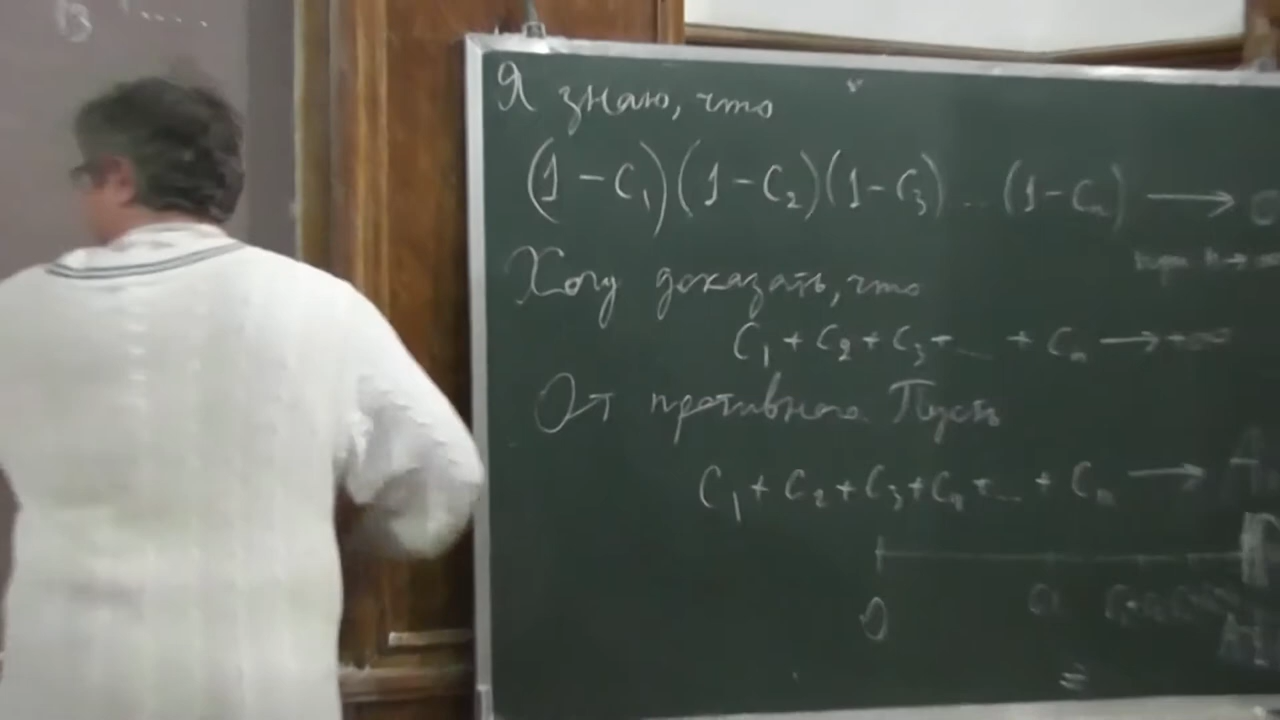 Я знаю, что
(1 - C₁)(1 - C₂)(1 - C₃) ... (1 - Cₙ) →
при n → ∞
Хочу доказать, что
C₁ + C₂ + C₃ + ... + Cₙ → +∞
От противного. Пусть
C₁ + C₂ + C₃ + C₄ + ... + Cₙ → A
0